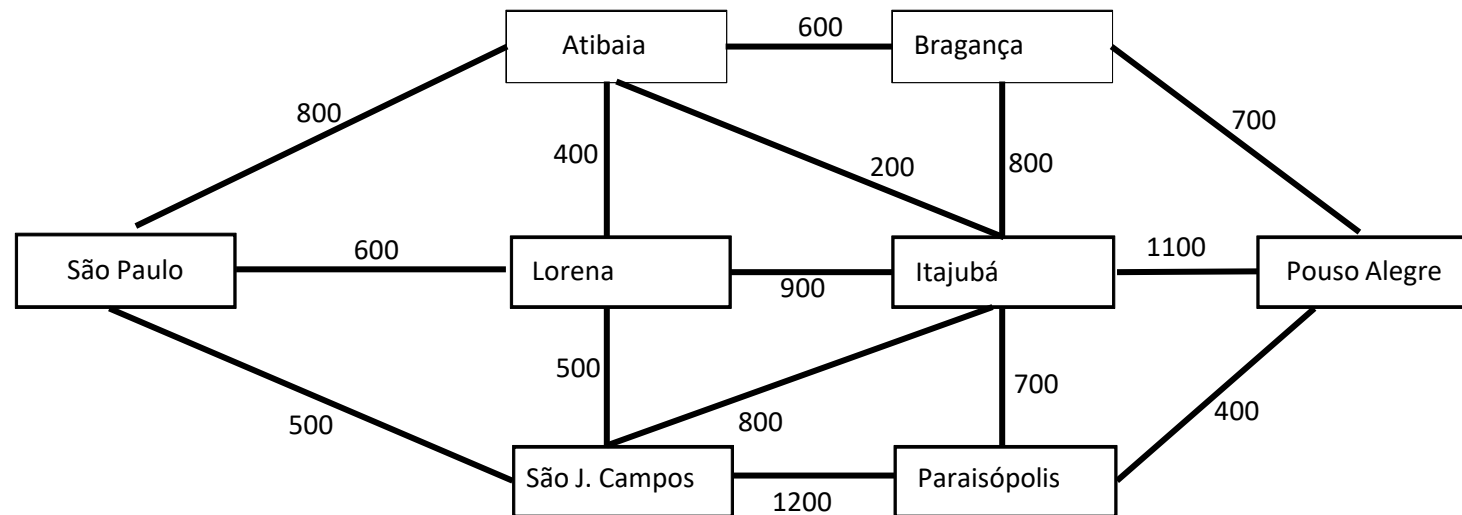 600
Atibaia
Bragança
800
700
400
200
800
São Paulo
600
Lorena
900
Itajubá
1100
Pouso Alegre
500
500
800
700
400
São J. Campos
1200
Paraisópolis